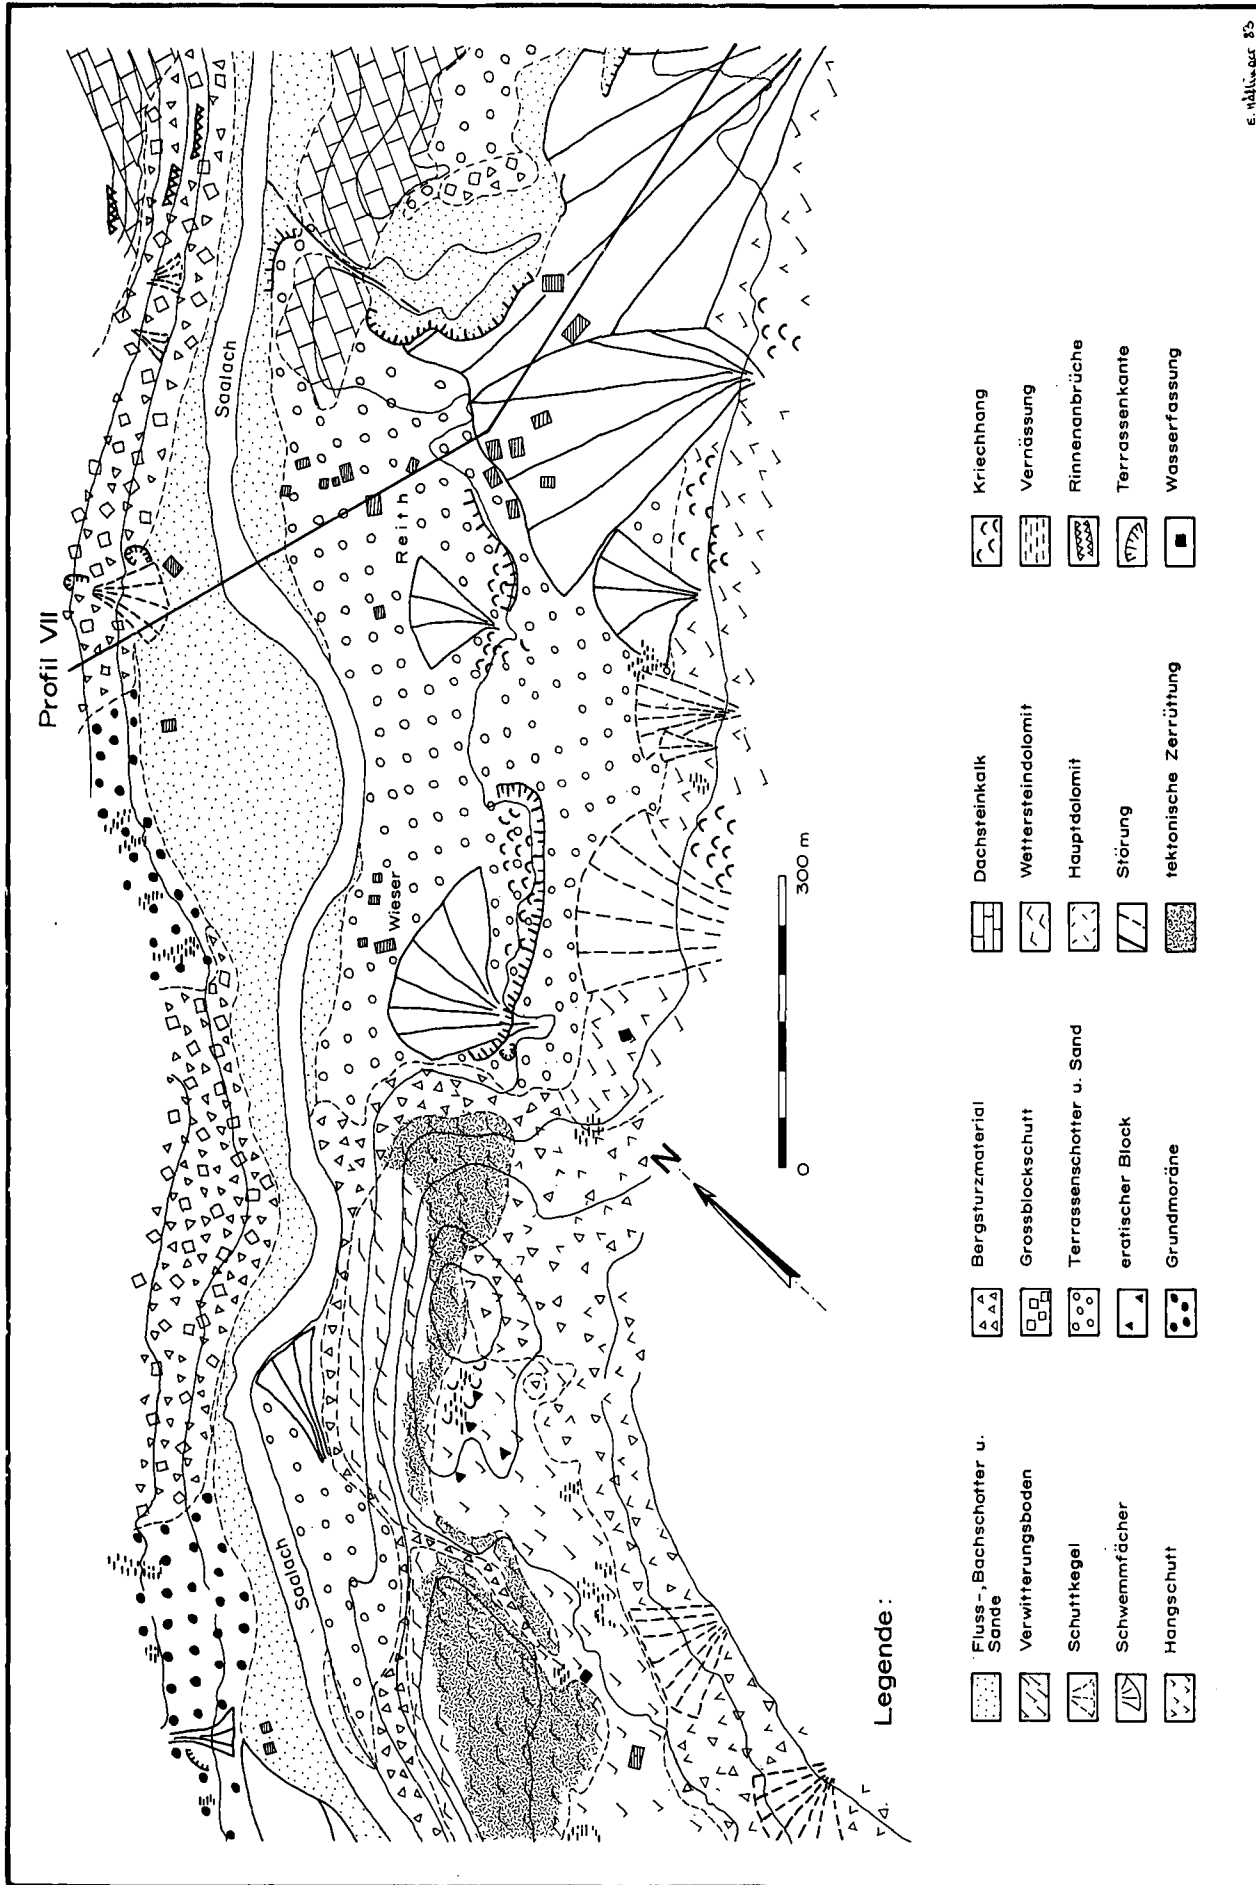 Profil VII
Saalach
Reith
Wieser
Saalach
N
0
300 m
Legende:
Fluss-, Bachschotter u.
Sande
Verwitterungsboden
Schuttkegel
Schwemmfächer
Hangschutt
Bergsturzmaterial
Grossblockschutt
Terrassenschotter u. Sand
eratischer Block
Grundmoräne
Dachsteinkalk
Wettersteindolomit
Hauptdolomit
Störung
tektonische Zerrüttung
Kriechhang
Vernässung
Rinnenanbrüche
Terrassenkante
Wasserfassung
E. 83